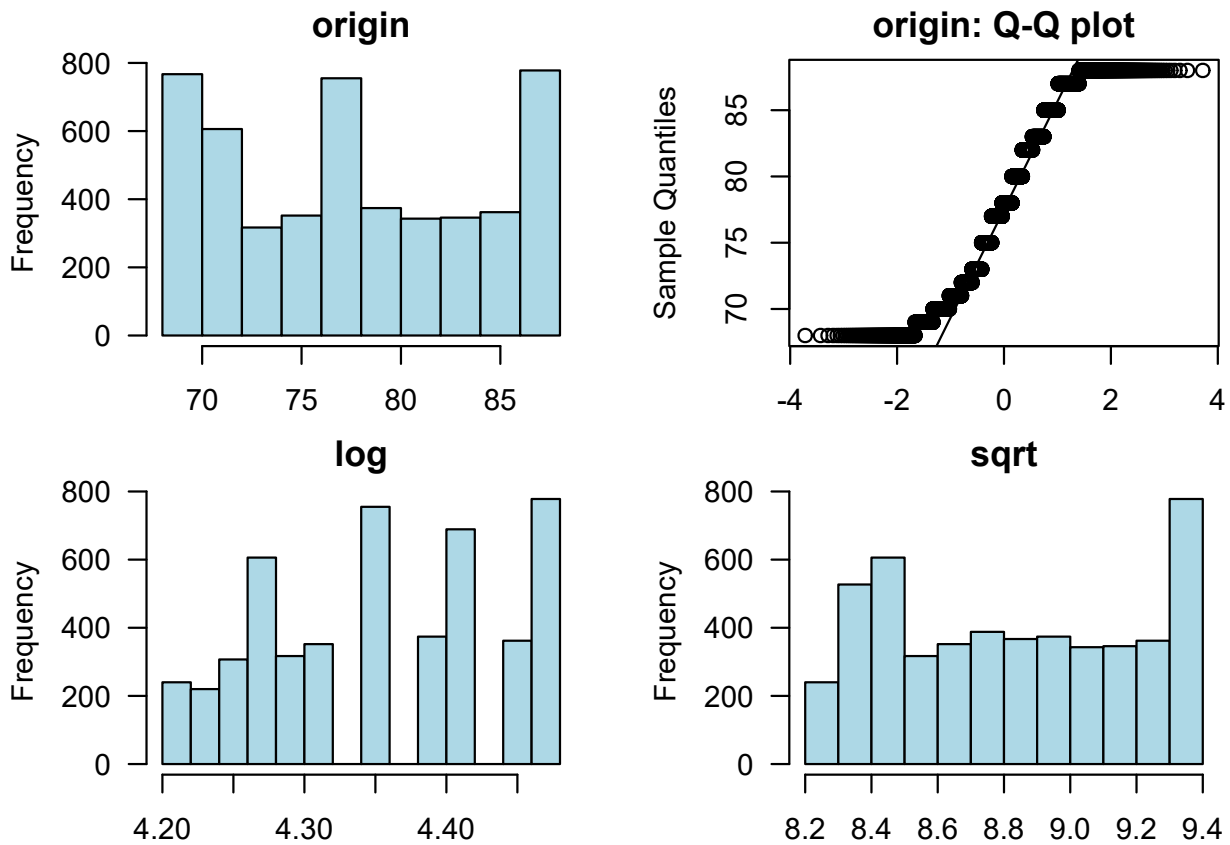 origin
800
600
400
200
0
Frequency
70 75 80 85
origin: Q-Q plot
85
80
75
70
Sample Quantiles
-4 -2 0 2 4
log
800
600
400
200
0
Frequency
4.20 4.30 4.40
sqrt
800
600
400
200
0
Frequency
8.2 8.4 8.6 8.8 9.0 9.2 9.4